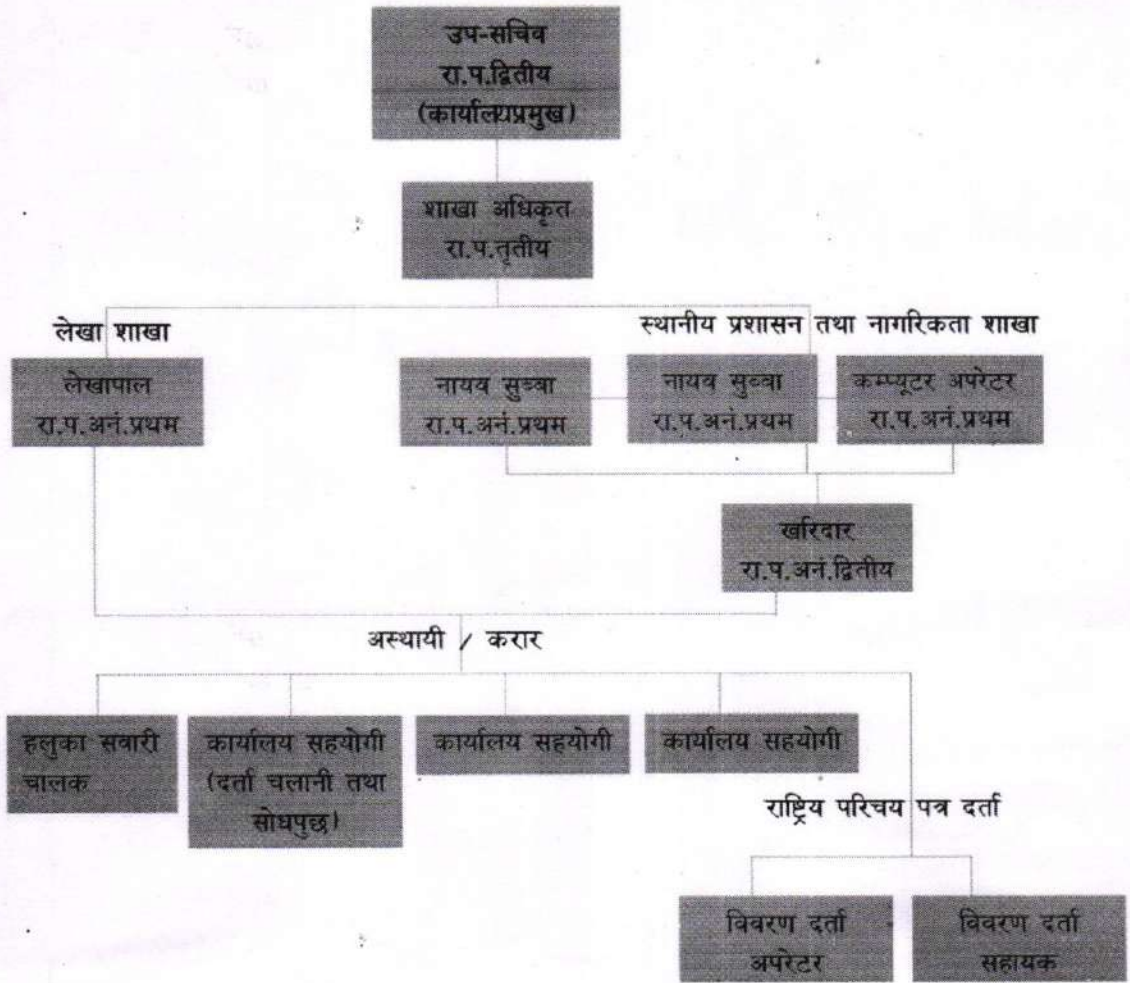 उप-सचिव
रा.प.द्वितीय
(कार्यालयप्रमुख)
शाखा अधिकृत
रा.प.तृतीय
लेखा शाखा
स्थानीय प्रशासन तथा नागरिकता शाखा
लेखापाल
रा.प.अनं.प्रथम
नायव सुब्बा
रा.प.अनं.प्रथम
नायव सुब्बा
रा.प.अनं.प्रथम
कम्प्यूटर अपरेटर
रा.प.अनं.प्रथम
खरिदार
रा.प.अनं.द्वितीय
अस्थायी / करार
हलुका सवारी
चालक
कार्यालय सहयोगी
(दर्ता चलानी तथा
सोधपुछ)
कार्यालय सहयोगी
कार्यालय सहयोगी
राष्ट्रिय परिचय पत्र दर्ता
विवरण दर्ता
अपरेटर
विवरण दर्ता
सहायक